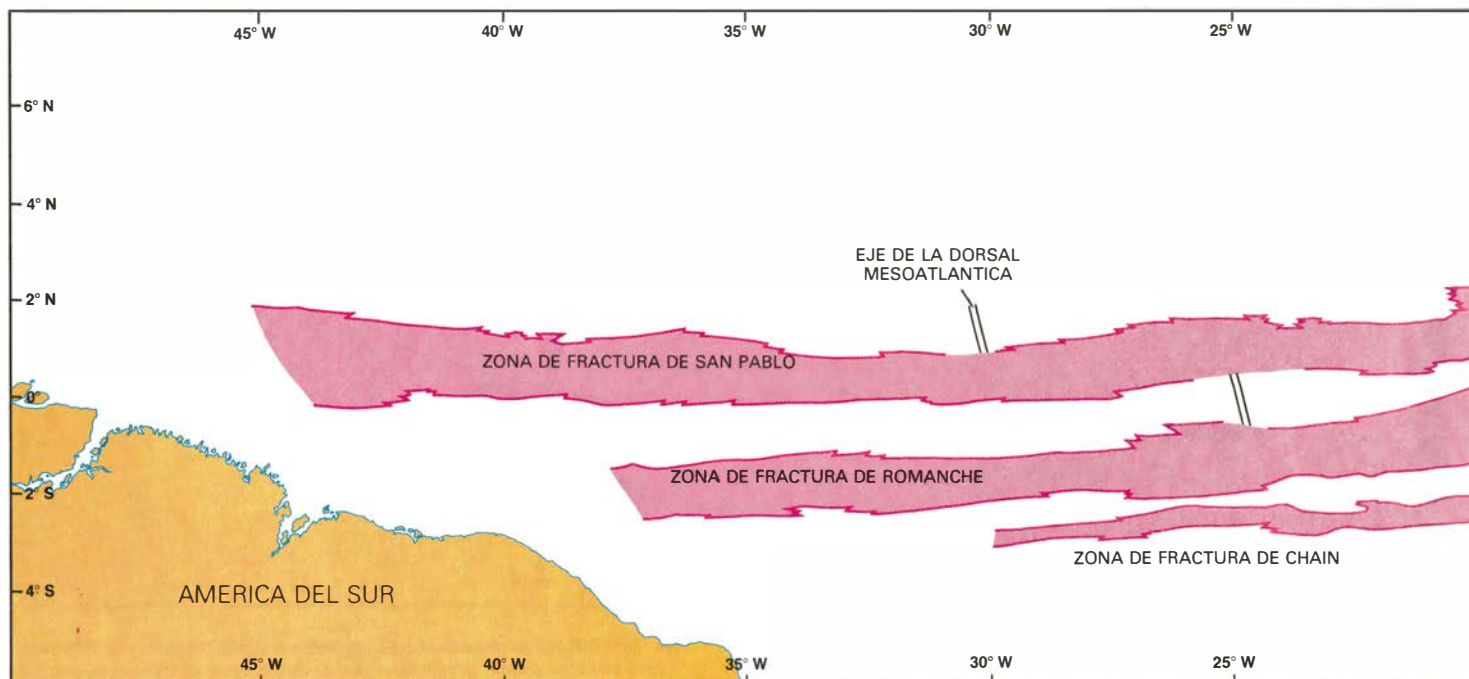 45° W 40° W 35° W 30° W 25° W
6° N
4° N
EJE DE LA DORSAL
MESOATLANTICA
2° N
ZONA DE FRACTURA DE SAN PABLO
0°
ZONA DE FRACTURA DE ROMANCHE
2° S
ZONA DE FRACTURA DE CHAIN
4° S
AMERICA DEL SUR
45° W 40° W 35° W 30° W 25° W